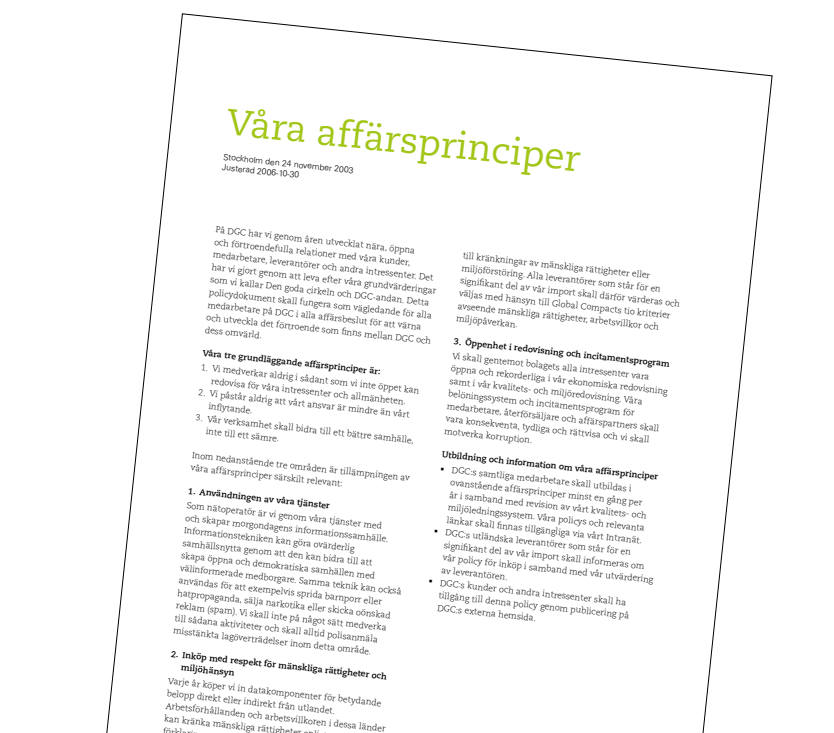 Våra affärsprinciper
Stockholm den 24 november 2003
Justerad 2006-10-30
På DGC har vi genom åren utvecklat nära, öppna
och förtroendefulla relationer med våra kunder,
medarbetare, leverantörer och andra intressenter. Det
har vi gjort genom att leva efter våra grundvärderingar
som vi kallar Den goda cirkeln och DGC-andan. Detta
policydokument skall fungera som vägledande för alla
medarbetare på DGC i alla affärsbeslut för att värna
och utveckla det förtroende som finns mellan DGC och
dess omvärld.
Våra tre grundläggande affärsprinciper är:
1. Vi medverkar aldrig i sådant som vi inte öppet kan
redovisa för våra intressenter och allmänheten.
2. Vi påstår aldrig att vårt ansvar är mindre än vårt
inflytande.
3. Vår verksamhet skall bidra till ett bättre samhälle,
inte till ett sämre.
Inom nedanstående tre områden är tillämpningen av
våra affärsprinciper särskilt relevant:
1. Användningen av våra tjänster
Som nätoperatör är vi genom våra tjänster med
och skapar morgondagens informationssamhälle.
Informationstekniken kan göra ovärderlig
samhällsnytta genom att den kan bidra till att
skapa öppna och demokratiska samhällen med
välinformerade medborgare. Samma teknik kan också
användas för att exempelvis sprida barnporr eller
hatpropaganda, sälja narkotika eller skicka oönskad
reklam (spam). Vi skall inte på något sätt medverka
till sådana aktiviteter och skall alltid polisanmäla
misstänkta lagöverträdelser inom detta område.
2. Inköp med respekt för mänskliga rättigheter och
miljöhänsyn
Varje år köper vi in datakomponenter för betydande
belopp direkt eller indirekt från utlandet.
Arbetsförhållanden och arbetsvillkoren i dessa länder
kan kränka mänskliga rättigheter
till kränkningar av mänskliga rättigheter eller
miljöförstöring. Alla leverantörer som står för en
signifikant del av vår import skall därför värderas och
väljas med hänsyn till Global Compacts tio kriterier
avseende mänskliga rättigheter, arbetsvillkor och
miljöpåverkan.
3. Öppenhet i redovisning och incitamentsprogram
Vi skall gentemot bolagets alla intressenter vara
öppna och rekorderliga i vår ekonomiska redovisning
samt i vår kvalitets- och miljöredovisning. Våra
belöningssystem och incitamentsprogram för
medarbetare, återförsäljare och affärspartners skall
vara konsekventa, tydliga och rättvisa och vi skall
motverka korruption.
Utbildning och information om våra affärsprinciper
• DGC:s samtliga medarbetare skall utbildas i
ovanstående affärsprinciper minst en gång per
år i samband med revision av vårt kvalitets- och
miljöledningssystem. Våra policys och relevanta
länkar skall finnas tillgängliga via vårt Intranät.
• DGC:s utländska leverantörer som står för en
signifikant del av vår import skall informeras om
vår policy för inköp i samband med vår utvärdering
av leverantören.
• DGC:s kunder och andra intressenter skall ha
tillgång till denna policy genom publicering på
DGC:s externa hemsida.